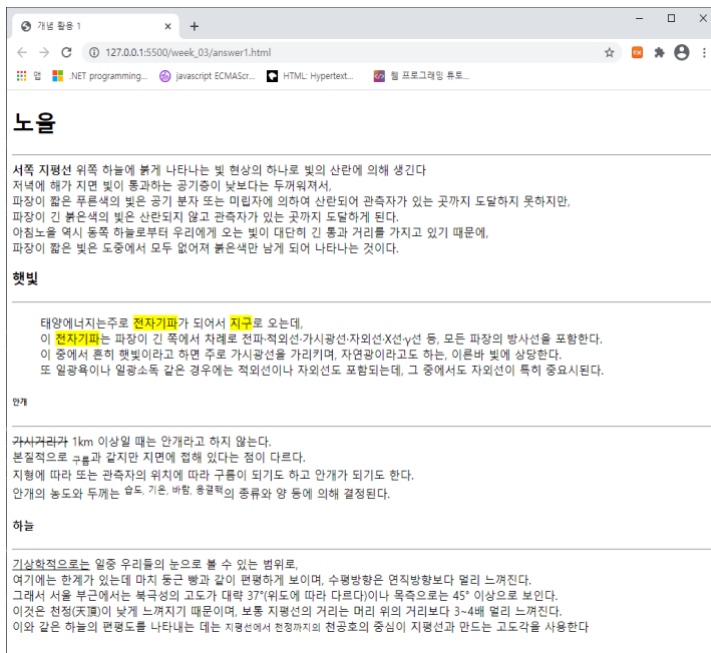 개념 활용 1
127.0.0.1:5500/week_03/answer1.html
앱 .NET programming... javascript ECMAScr... HTML: Hypertext... 웹 프로그래밍 튜토...
노을
서쪽 지평선 위쪽 하늘에 붉게 나타나는 빛 현상의 하나로 빛의 산란에 의해 생긴다
저녁에 해가 지면 빛이 통과하는 공기층이 낮보다는 두꺼워져서,
파장이 짧은 푸른색의 빛은 공기 분자 또는 미립자에 의하여 산란되어 관측자가 있는 곳까지 도달하지 못하지만,
파장이 긴 붉은색의 빛은 산란되지 않고 관측자가 있는 곳까지 도달하게 된다.
아침노을 역시 동쪽 하늘로부터 우리에게 오는 빛이 대단히 긴 통과 거리를 가지고 있기 때문에,
파장이 짧은 빛은 도중에서 모두 없어져 붉은색만 남게 되어 나타나는 것이다.
햇빛
태양에너지는주로 전자기파가 되어서 지구로 오는데,
이 전자기파는 파장이 긴 쪽에서 차례로 전파·적외선·가시광선·자외선·X선·γ선 등, 모든 파장의 방사선을 포함한다.
이 중에서 흔히 햇빛이라고 하면 주로 가시광선을 가리키며, 자연광이라고도 하는, 이른바 빛에 상당한다.
또 일광욕이나 일광소독 같은 경우에는 적외선이나 자외선도 포함되는데, 그 중에서도 자외선이 특히 중요시된다.
안개
가시거리가 1km 이상일 때는 안개라고 하지 않는다.
본질적으로 구름과 같지만 지면에 접해 있다는 점이 다르다.
지형에 따라 또는 관측자의 위치에 따라 구름이 되기도 하고 안개가 되기도 한다.
안개의 농도와 두께는 습도, 기온, 바람, 응결핵의 종류와 양 등에 의해 결정된다.
하늘
기상학적으로는 일중 우리들의 눈으로 볼 수 있는 범위로,
여기에는 한계가 있는데 마치 둥근 빵과 같이 편평하게 보이며, 수평방향은 연직방향보다 멀리 느껴진다.
그래서 서울 부근에서는 북극성의 고도가 대략 37°(위도에 따라 다르다)이나 목측으로는 45° 이상으로 보인다.
이것은 천정(天頂)이 낮게 느껴지기 때문이며, 보통 지평선의 거리는 머리 위의 거리보다 3~4배 멀리 느껴진다.
이와 같은 하늘의 편평도를 나타내는 데는 지평선에서 천정까지의 천공호의 중심이 지평선과 만드는 고도각을 사용한다